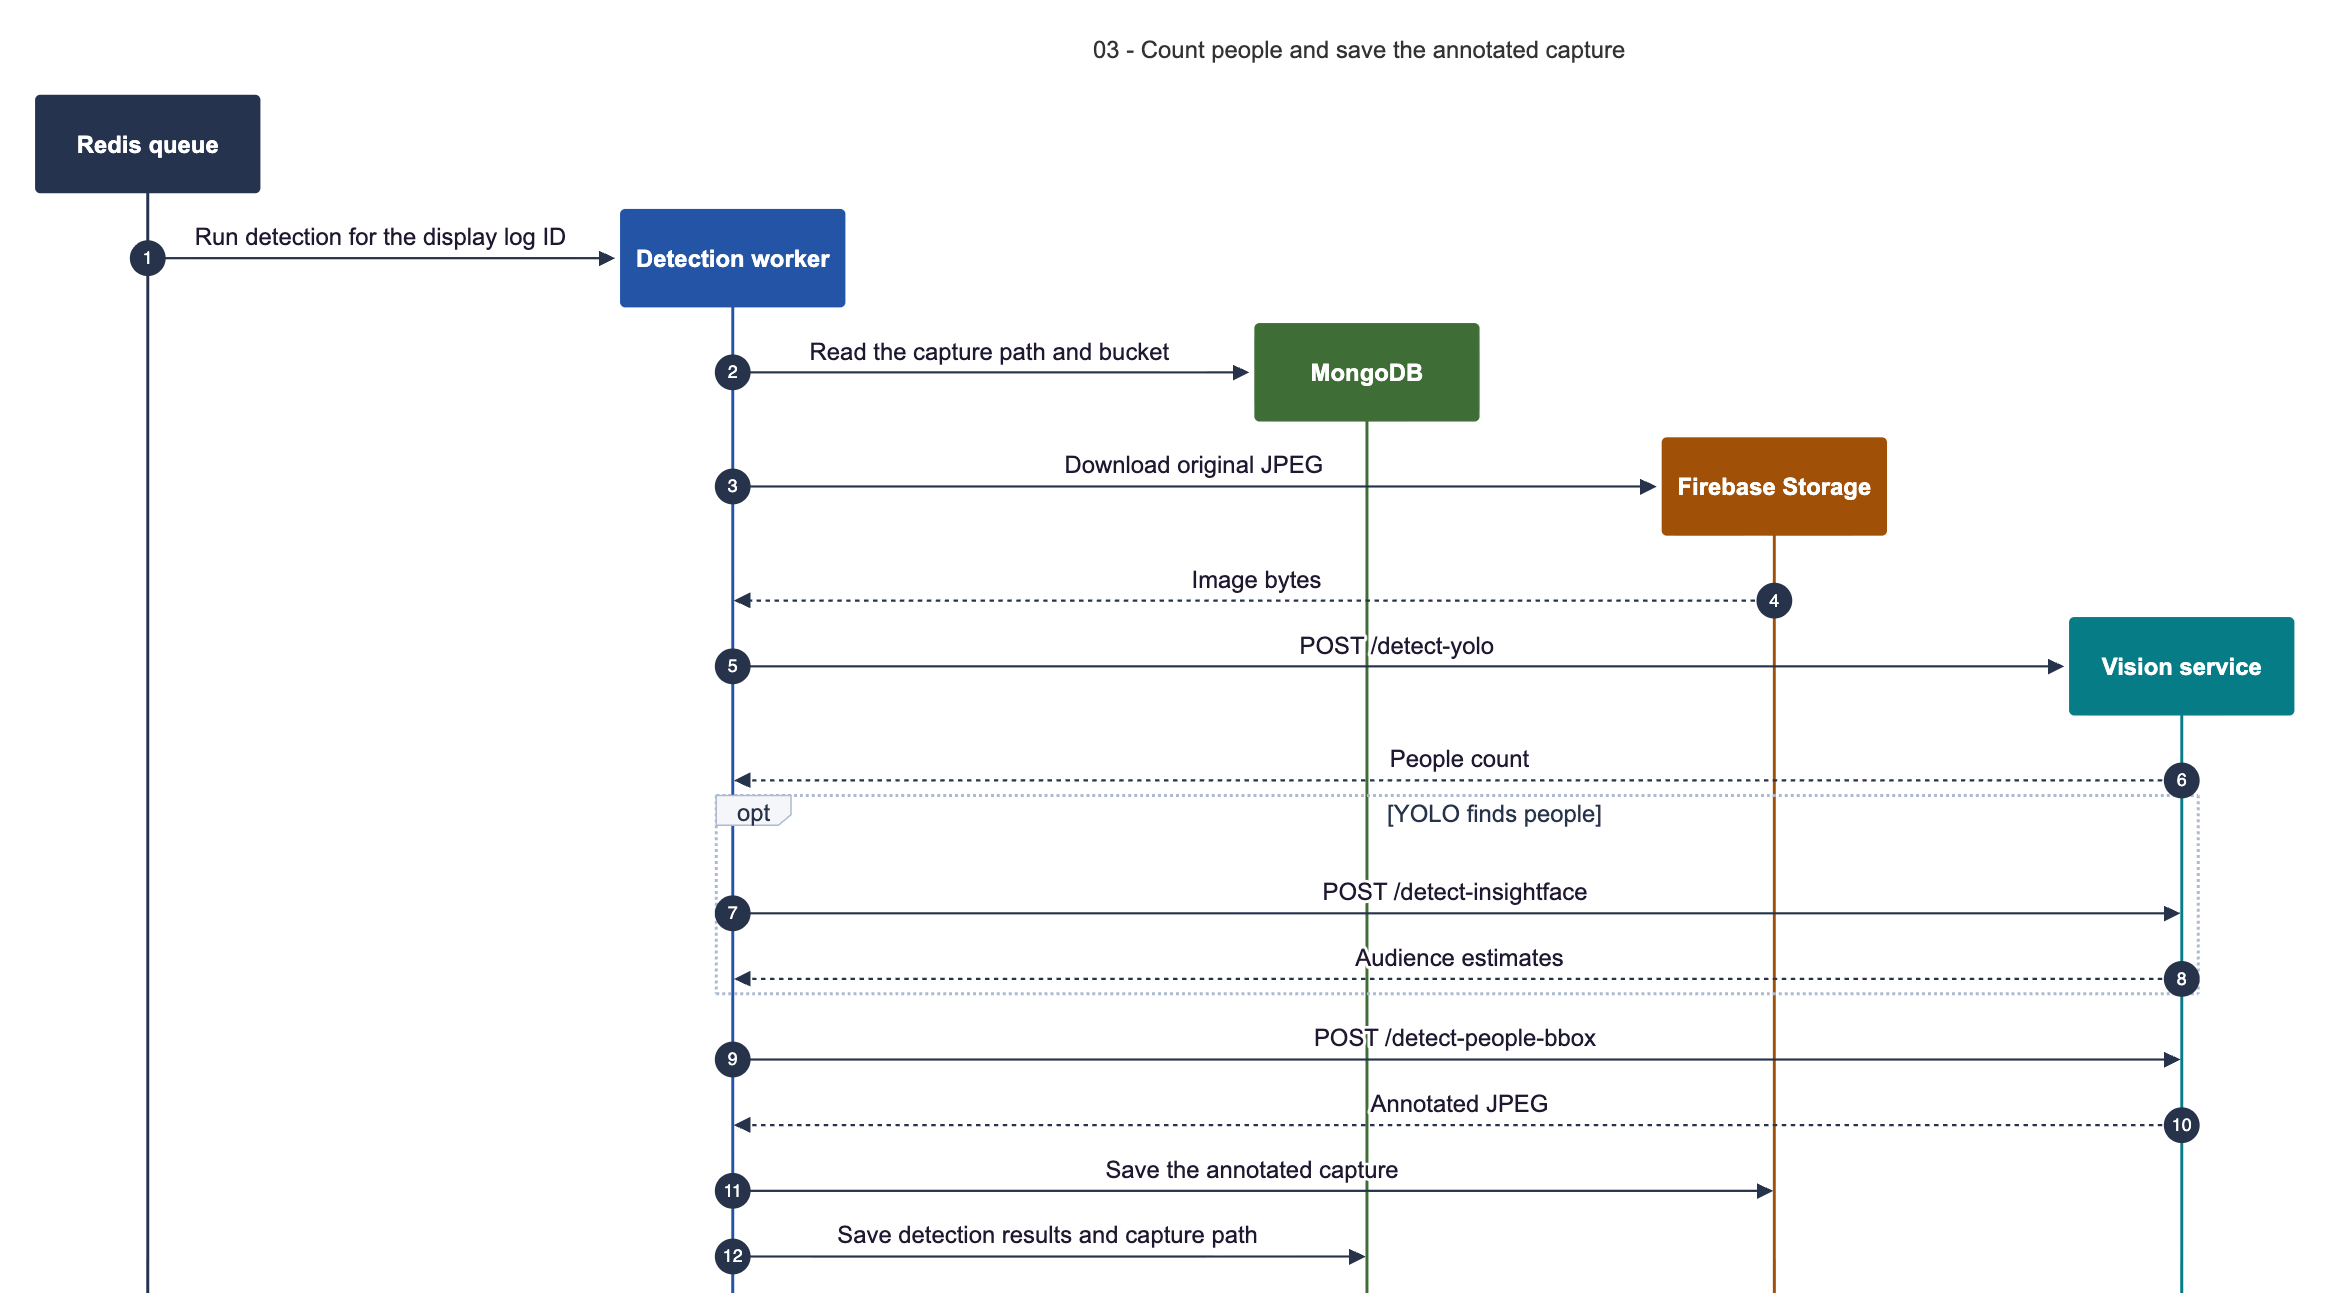 03 - Count people and save the annotated capture
Redis queue
Run detection for the display log ID
1
Detection worker
Read the capture path and bucket
2
MongoDB
Download original JPEG
3
Firebase Storage
Image bytes
4
POST /detect-yolo
5
Vision service
People count
6
opt
[YOLO finds people]
POST /detect-insightface
7
Audience estimates
8
POST /detect-people-bbox
9
Annotated JPEG
10
Save the annotated capture
11
Save detection results and capture path
12